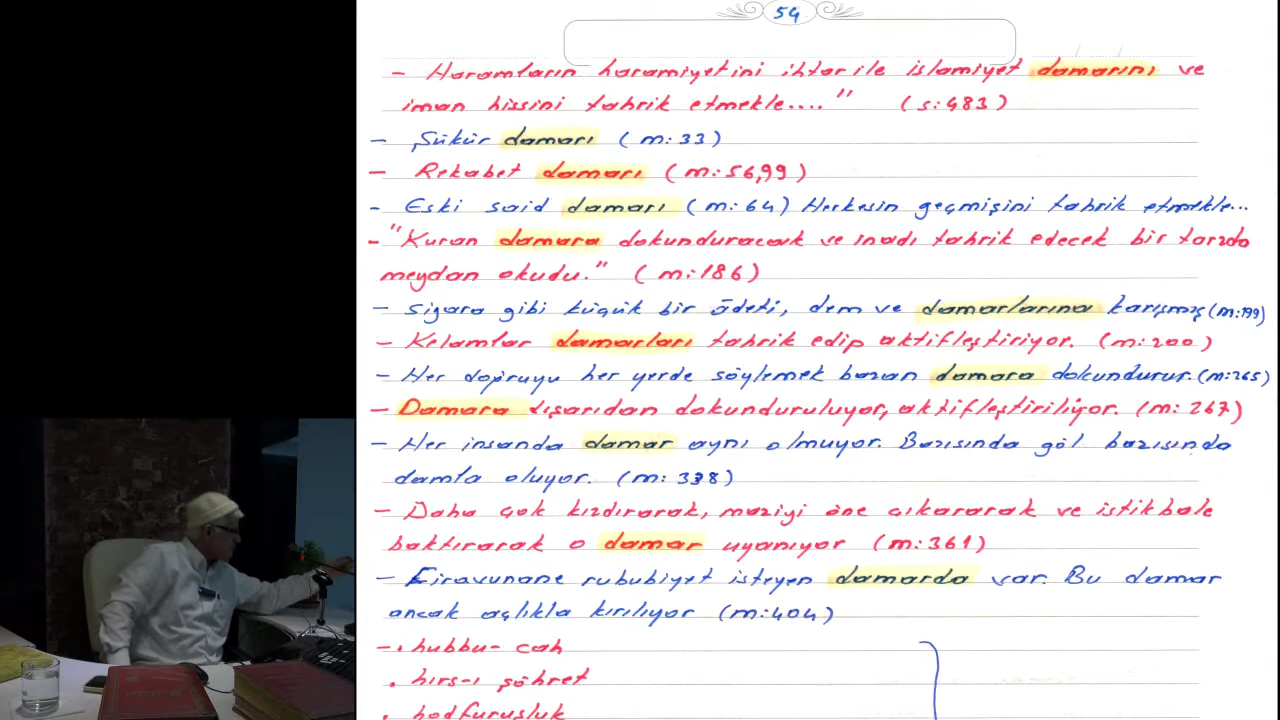 54
- Haramların haramiyetini ihtar ile islamiyet damarını ve
iman hissini tahrik etmekle...." (s:483)
- Şükür damarı (m:33)
- Rekabet damarı (m:56,99)
- Eski said damarı (m:64) Herkesin geçmişini tahrik etmekle...
- "Kuran damara dokunduracak ve inadı tahrik edecek bir tarzda
meydan okudu." (m:186)
- Sigara gibi küçük bir âdeti, dem ve damarlarına karışmış (m:199)
- Kelamlar damarları tahrik edip aktifleştiriyor. (m:200)
- Her doğruyu her yerde söylemek bazan damara dokundurur. (m:265)
- Damara dışarıdan dokunduruluyor, aktifleştiriliyor. (m:267)
- Her insanda damar aynı olmuyor. Bazısında göl bazısında
damla oluyor. (m:338)
- Daha çok kızdırarak, maziyi öne çıkararak ve istikbale
baktırarak o damar uyanıyor (m:361)
- Firavunane rububiyet isteyen damarda var. Bu damar
ancak açlıkla kırılıyor (m:404)
- . hubbu-cah
. hırs-ı şöhret
. hodfuruşluk